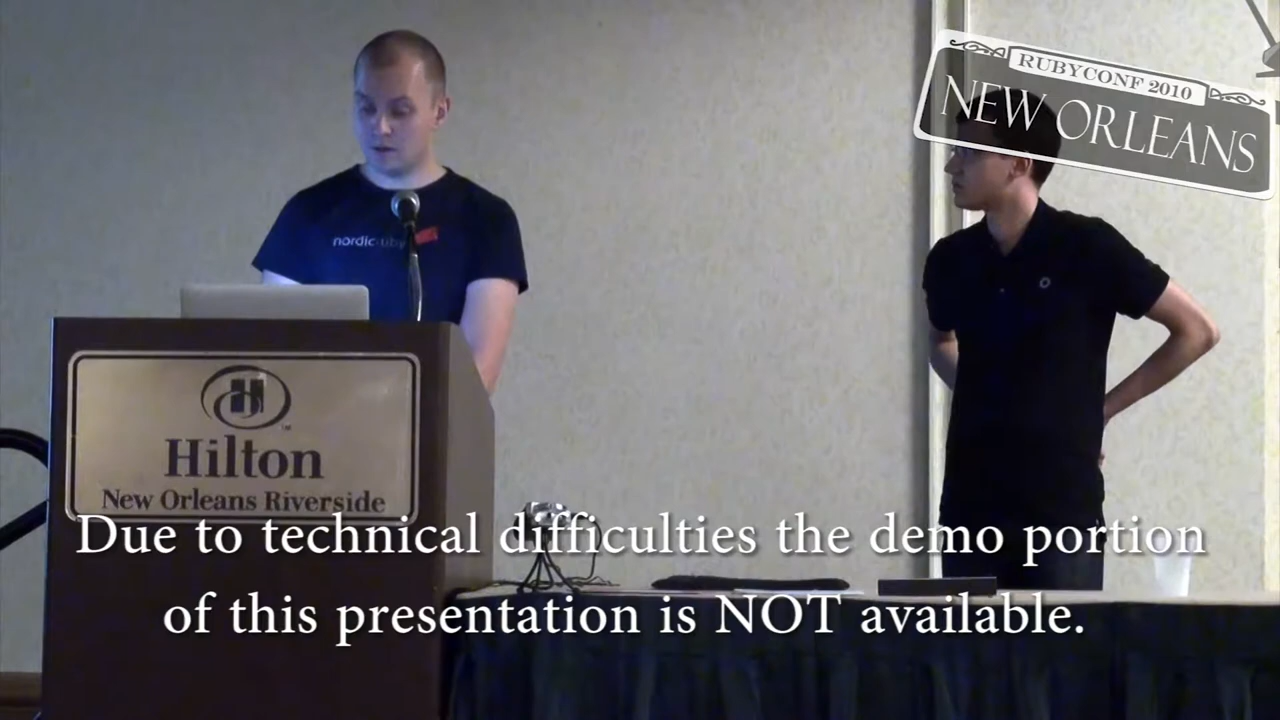 RUBYCONF 2010
NEW ORLEANS
nordic
Hilton
New Orleans Riverside
Due to technical difficulties the demo portion
of this presentation is NOT available.